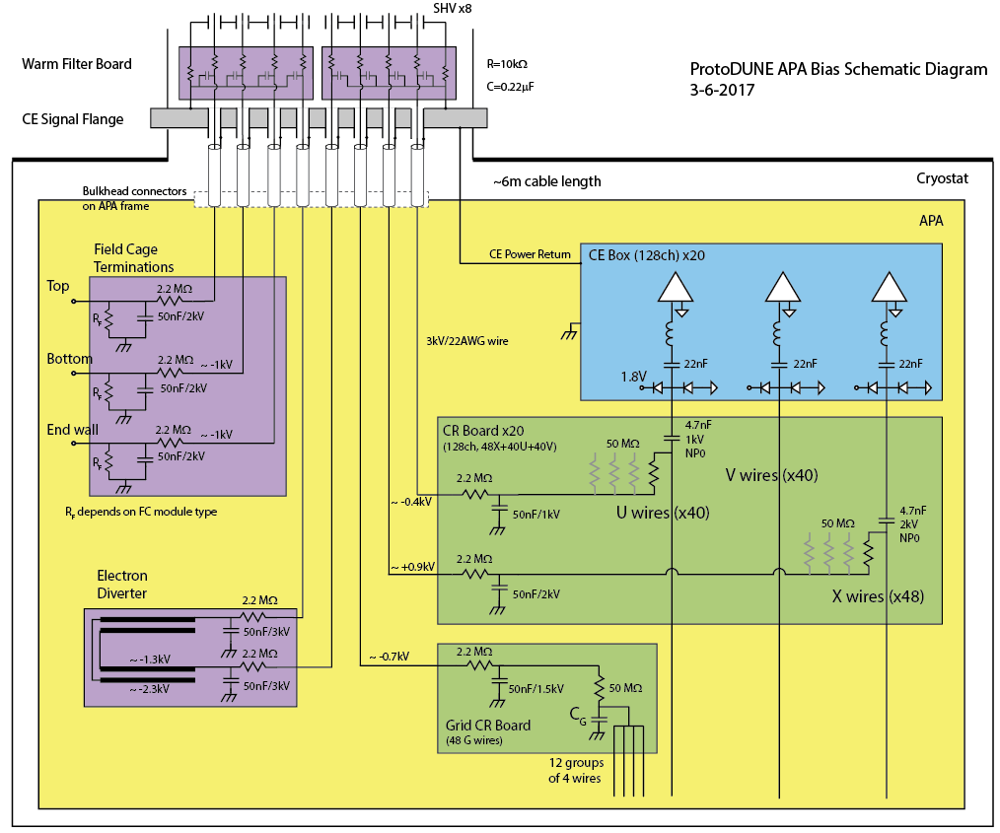 SHV x8
Warm Filter Board
R=10kΩ
C=0.22µF
ProtoDUNE APA Bias Schematic Diagram
3-6-2017
CE Signal Flange
~6m cable length
Cryostat
Bulkhead connectors
on APA frame
APA
Field Cage
Terminations
Top
2.2 MΩ
R_F
50nF/2kV
Bottom
2.2 MΩ
~ -1kV
R_F
50nF/2kV
End wall
2.2 MΩ
~ -1kV
R_F
50nF/2kV
R_F depends on FC module type
CE Power Return
3kV/22AWG wire
CE Box (128ch) x20
22nF
22nF
22nF
1.8V
CR Board x20
(128ch, 48X+40U+40V)
4.7nF
1kV
NP0
50 MΩ
2.2 MΩ
~ -0.4kV
50nF/1kV
U wires (x40)
V wires (x40)
4.7nF
2kV
NP0
50 MΩ
2.2 MΩ
~ +0.9kV
50nF/2kV
X wires (x48)
Electron
Diverter
2.2 MΩ
50nF/3kV
2.2 MΩ
~ -1.3kV
~ -2.3kV
50nF/3kV
~ -0.7kV
2.2 MΩ
50nF/1.5kV
50 MΩ
C_G
Grid CR Board
(48 G wires)
12 groups
of 4 wires